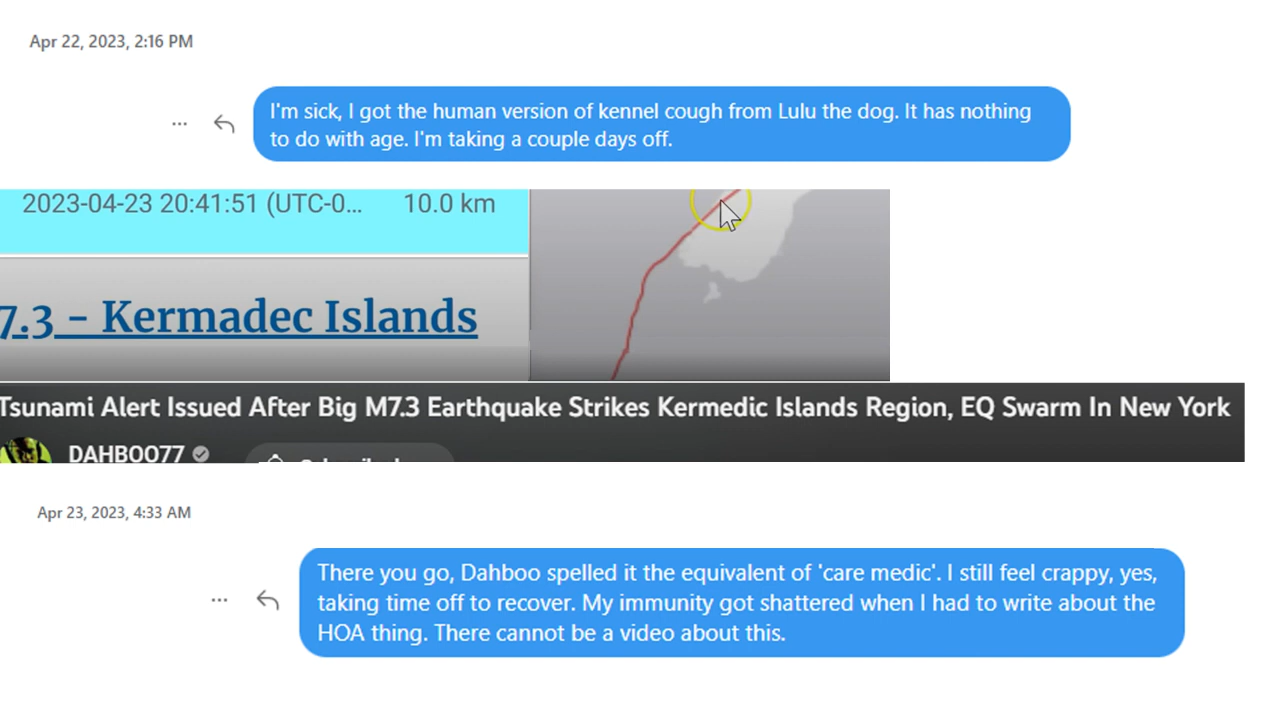 Apr 22, 2023, 2:16 PM
I'm sick, I got the human version of kennel cough from Lulu the dog. It has nothing
to do with age. I'm taking a couple days off.
2023-04-23 20:41:51 (UTC-0... 10.0 km
7.3 - Kermadec Islands
Tsunami Alert Issued After Big M7.3 Earthquake Strikes Kermedic Islands Region, EQ Swarm In New York
DAHBOO77
Apr 23, 2023, 4:33 AM
There you go, Dahboo spelled it the equivalent of 'care medic'. I still feel crappy, yes,
taking time off to recover. My immunity got shattered when I had to write about the
HOA thing. There cannot be a video about this.